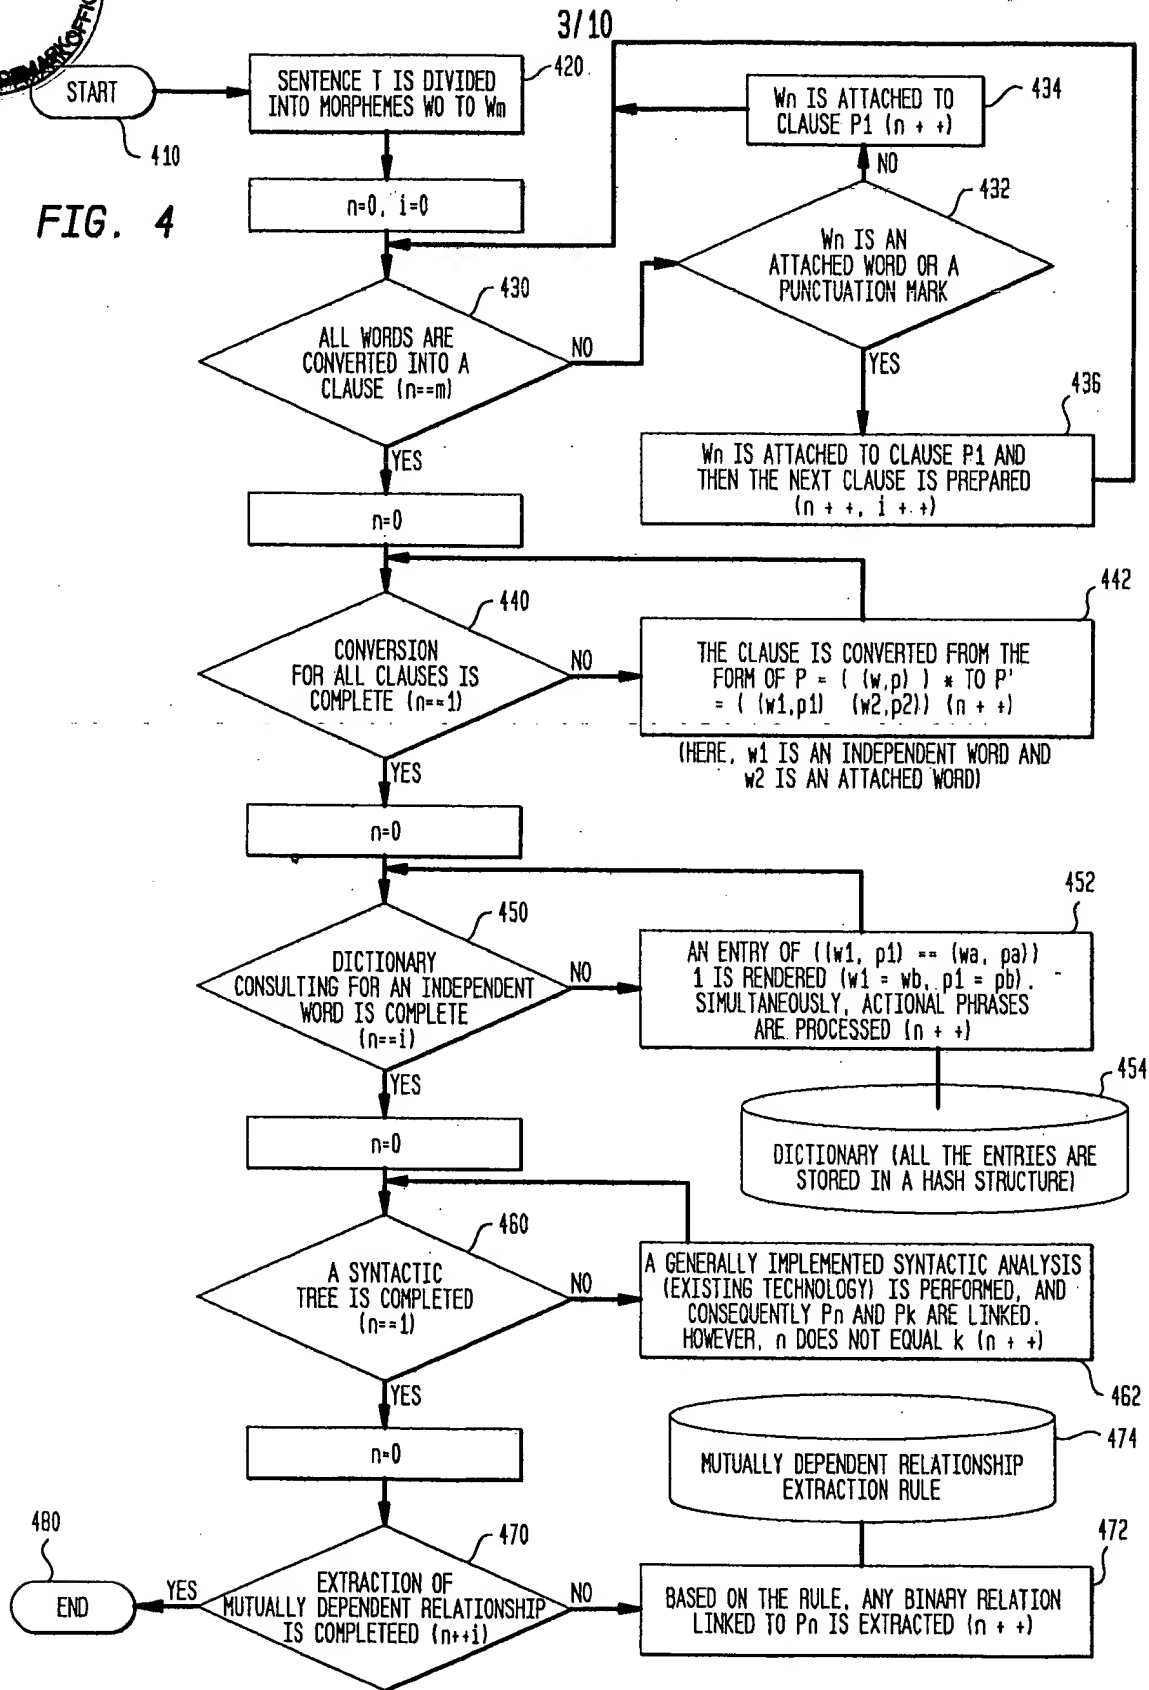 3/10
START
410
SENTENCE T IS DIVIDED
INTO MORPHEMES W0 TO Wm
420
n=0, i=0
FIG. 4
Wn IS ATTACHED TO
CLAUSE P1 (n + +)
434
NO
432
Wn IS AN
ATTACHED WORD OR A
PUNCTUATION MARK
YES
430
ALL WORDS ARE
CONVERTED INTO A
CLAUSE (n==m)
NO
YES
436
Wn IS ATTACHED TO CLAUSE P1 AND
THEN THE NEXT CLAUSE IS PREPARED
(n + +, i + +)
n=0
440
CONVERSION
FOR ALL CLAUSES IS
COMPLETE (n==1)
NO
YES
442
THE CLAUSE IS CONVERTED FROM THE
FORM OF P = ( (w,p) ) * TO P'
= ( (w1,p1) (w2,p2)) (n + +)
(HERE, w1 IS AN INDEPENDENT WORD AND
w2 IS AN ATTACHED WORD)
n=0
450
DICTIONARY
CONSULTING FOR AN INDEPENDENT
WORD IS COMPLETE
(n==i)
NO
YES
452
AN ENTRY OF ((w1, p1) == (wa, pa))
1 IS RENDERED (w1 = wb, p1 = pb).
SIMULTANEOUSLY, ACTIONAL PHRASES
ARE PROCESSED (n + +)
454
DICTIONARY (ALL THE ENTRIES ARE
STORED IN A HASH STRUCTURE)
n=0
460
A SYNTACTIC
TREE IS COMPLETED
(n==1)
NO
YES
A GENERALLY IMPLEMENTED SYNTACTIC ANALYSIS
(EXISTING TECHNOLOGY) IS PERFORMED, AND
CONSEQUENTLY Pn AND Pk ARE LINKED.
HOWEVER, n DOES NOT EQUAL k (n + +)
462
n=0
474
MUTUALLY DEPENDENT RELATIONSHIP
EXTRACTION RULE
480
END
YES
470
EXTRACTION OF
MUTUALLY DEPENDENT RELATIONSHIP
IS COMPLETEED (n++i)
NO
472
BASED ON THE RULE, ANY BINARY RELATION
LINKED TO Pn IS EXTRACTED (n + +)